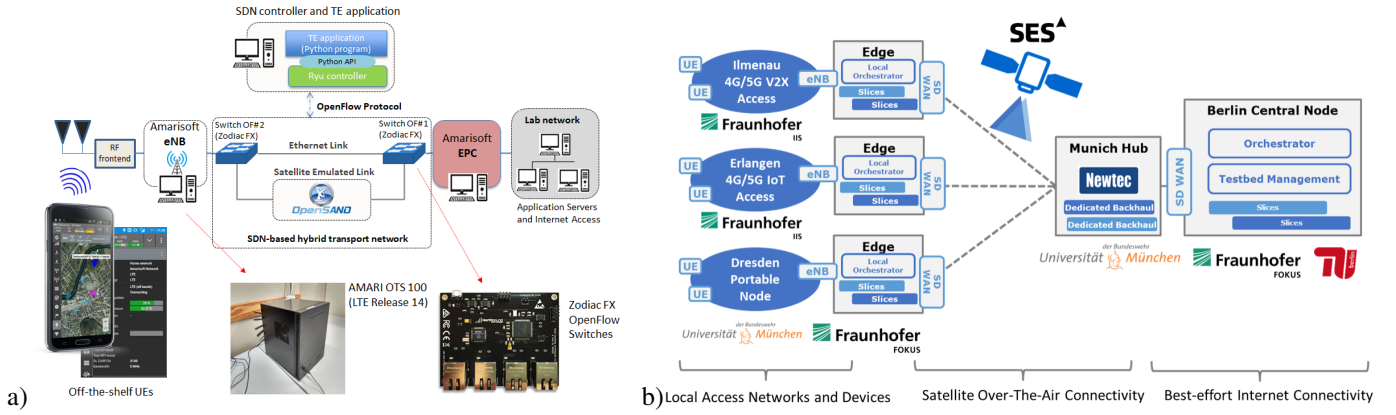 SDN controller and TE application
TE application
(Python program)
Python API
Ryu controller
OpenFlow Protocol
Amarisoft
eNB
RF
frontend
Switch OF#2
(Zodiac FX)
Switch OF#1
(Zodiac FX)
Ethernet Link
Satellite Emulated Link
OpenSAND
SDN-based hybrid transport network
Amarisoft
EPC
Lab network
Application Servers
and Internet Access
AMARI OTS 100
(LTE Release 14)
Zodiac FX
OpenFlow
Switches
Off-the-shelf UEs
a)
SES
UE
UE
Ilmenau
4G/5G V2X
Access
eNB
Edge
Local
Orchestrator
Slices
Slices
SD
WAN
Fraunhofer
IIS
UE
UE
Erlangen
4G/5G IoT
Access
eNB
Edge
Local
Orchestrator
Slices
Slices
SD
WAN
Fraunhofer
IIS
UE
UE
Dresden
Portable
Node
eNB
Edge
Local
Orchestrator
Slices
Slices
SD
WAN
der Bundeswehr
Universität München
Fraunhofer
FOKUS
Munich Hub
Newtec
Dedicated Backhaul
Dedicated Backhaul
der Bundeswehr
Universität München
SD WAN
Berlin Central Node
Orchestrator
Testbed Management
Slices
Slices
Fraunhofer
FOKUS
berlin
b)
Local Access Networks and Devices
Satellite Over-The-Air Connectivity
Best-effort Internet Connectivity